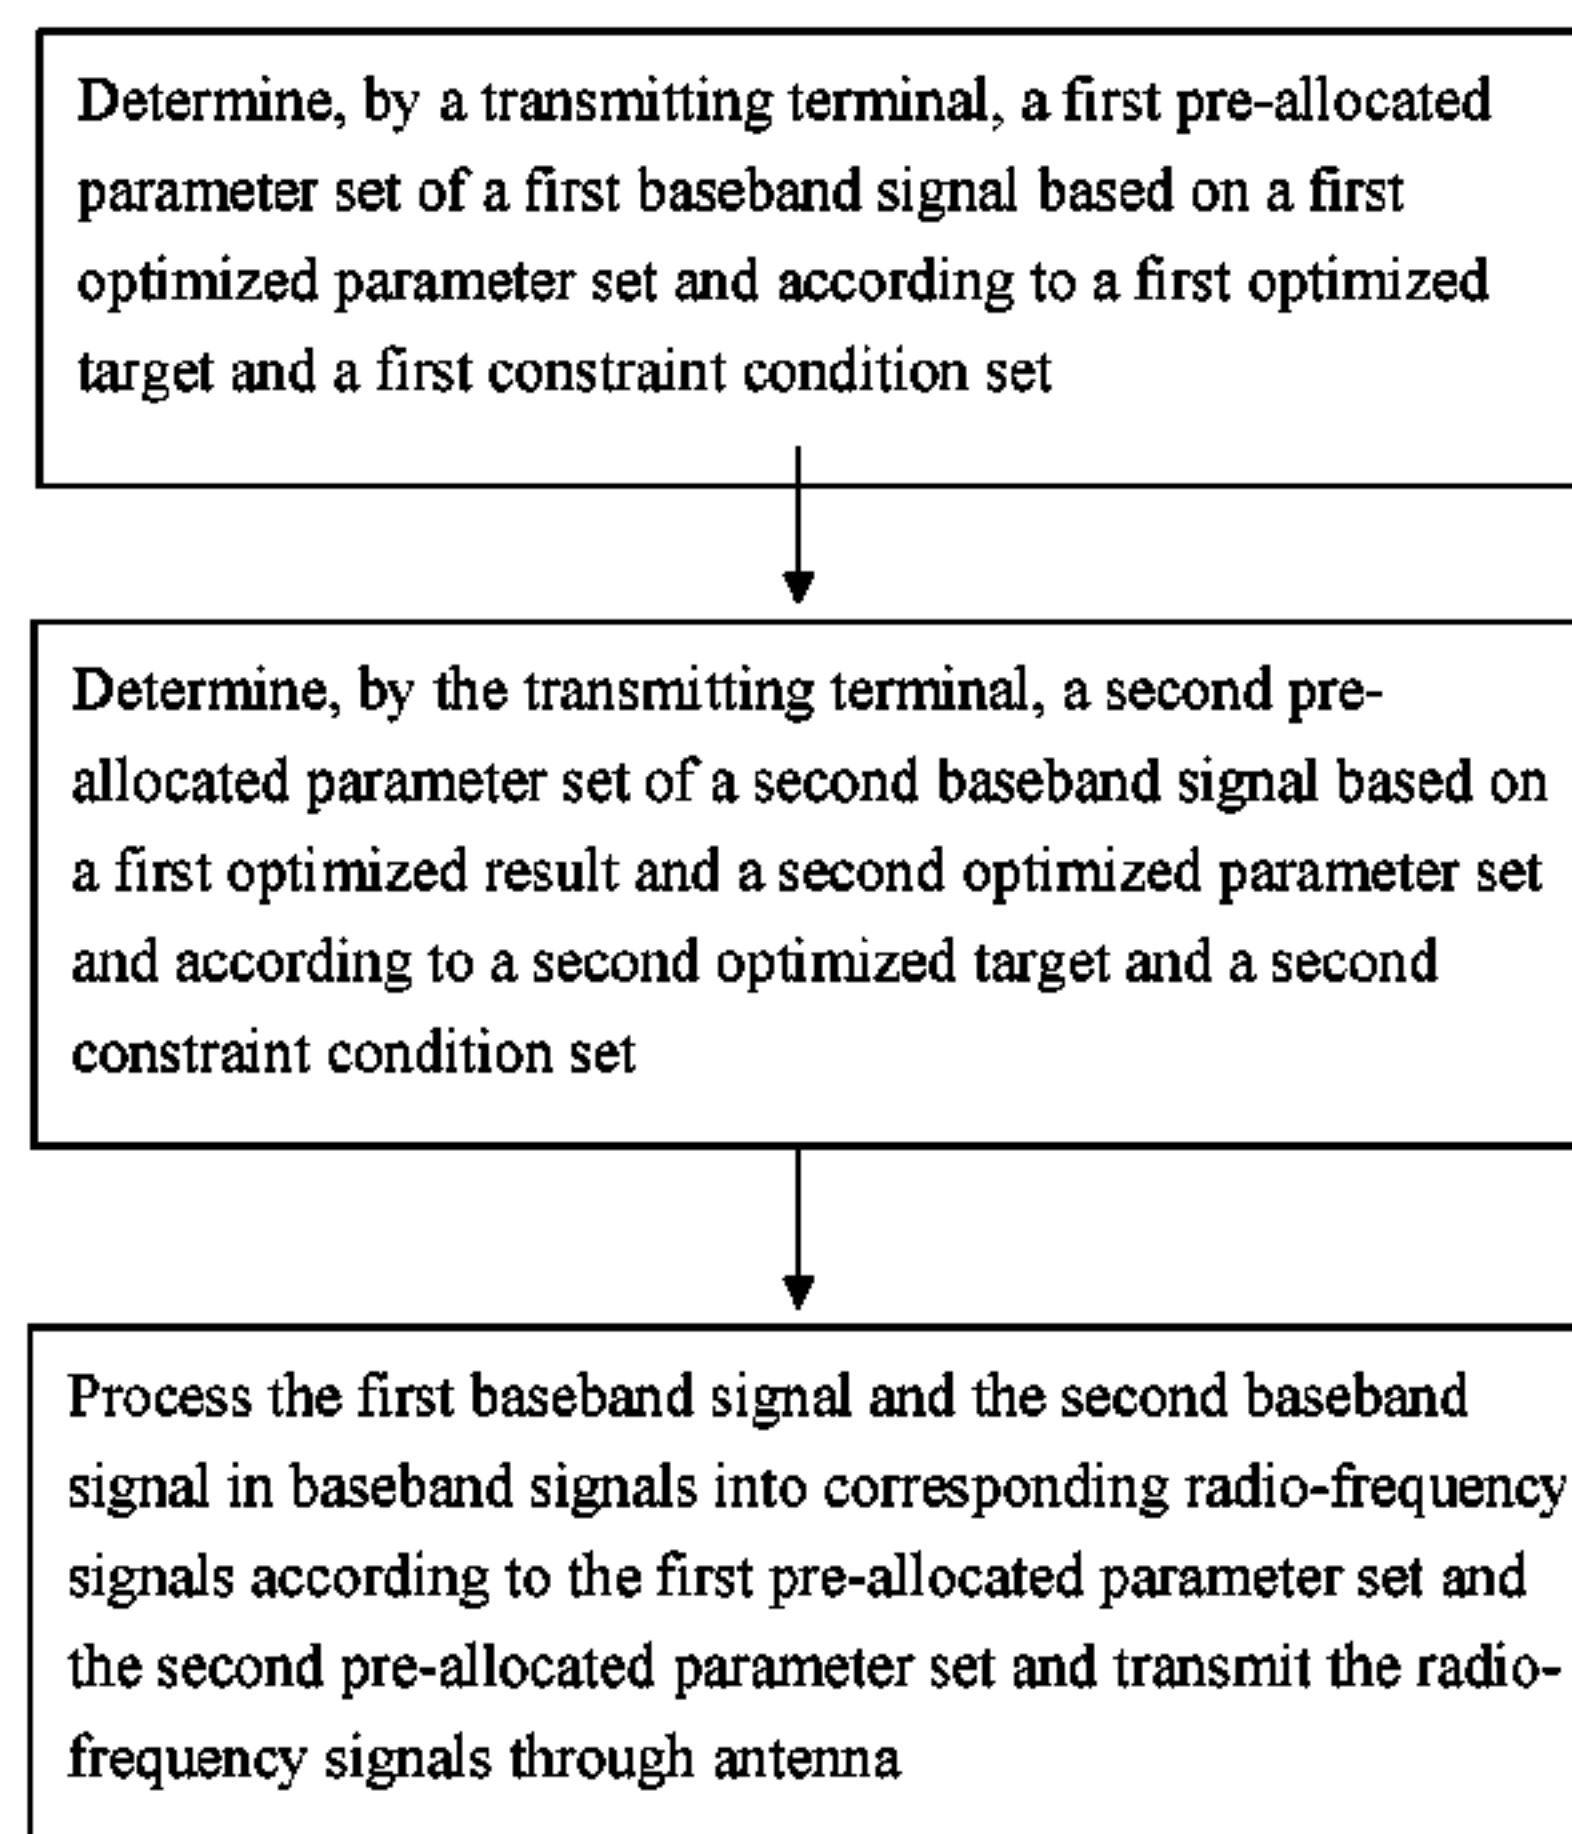 Determine, by a transmitting terminal, a first pre-allocated
parameter set of a first baseband signal based on a first
optimized parameter set and according to a first optimized
target and a first constraint condition set
Determine, by the transmitting terminal, a second pre-
allocated parameter set of a second baseband signal based on
a first optimized result and a second optimized parameter set
and according to a second optimized target and a second
constraint condition set
Process the first baseband signal and the second baseband
signal in baseband signals into corresponding radio-frequency
signals according to the first pre-allocated parameter set and
the second pre-allocated parameter set and transmit the radio-
frequency signals through antenna